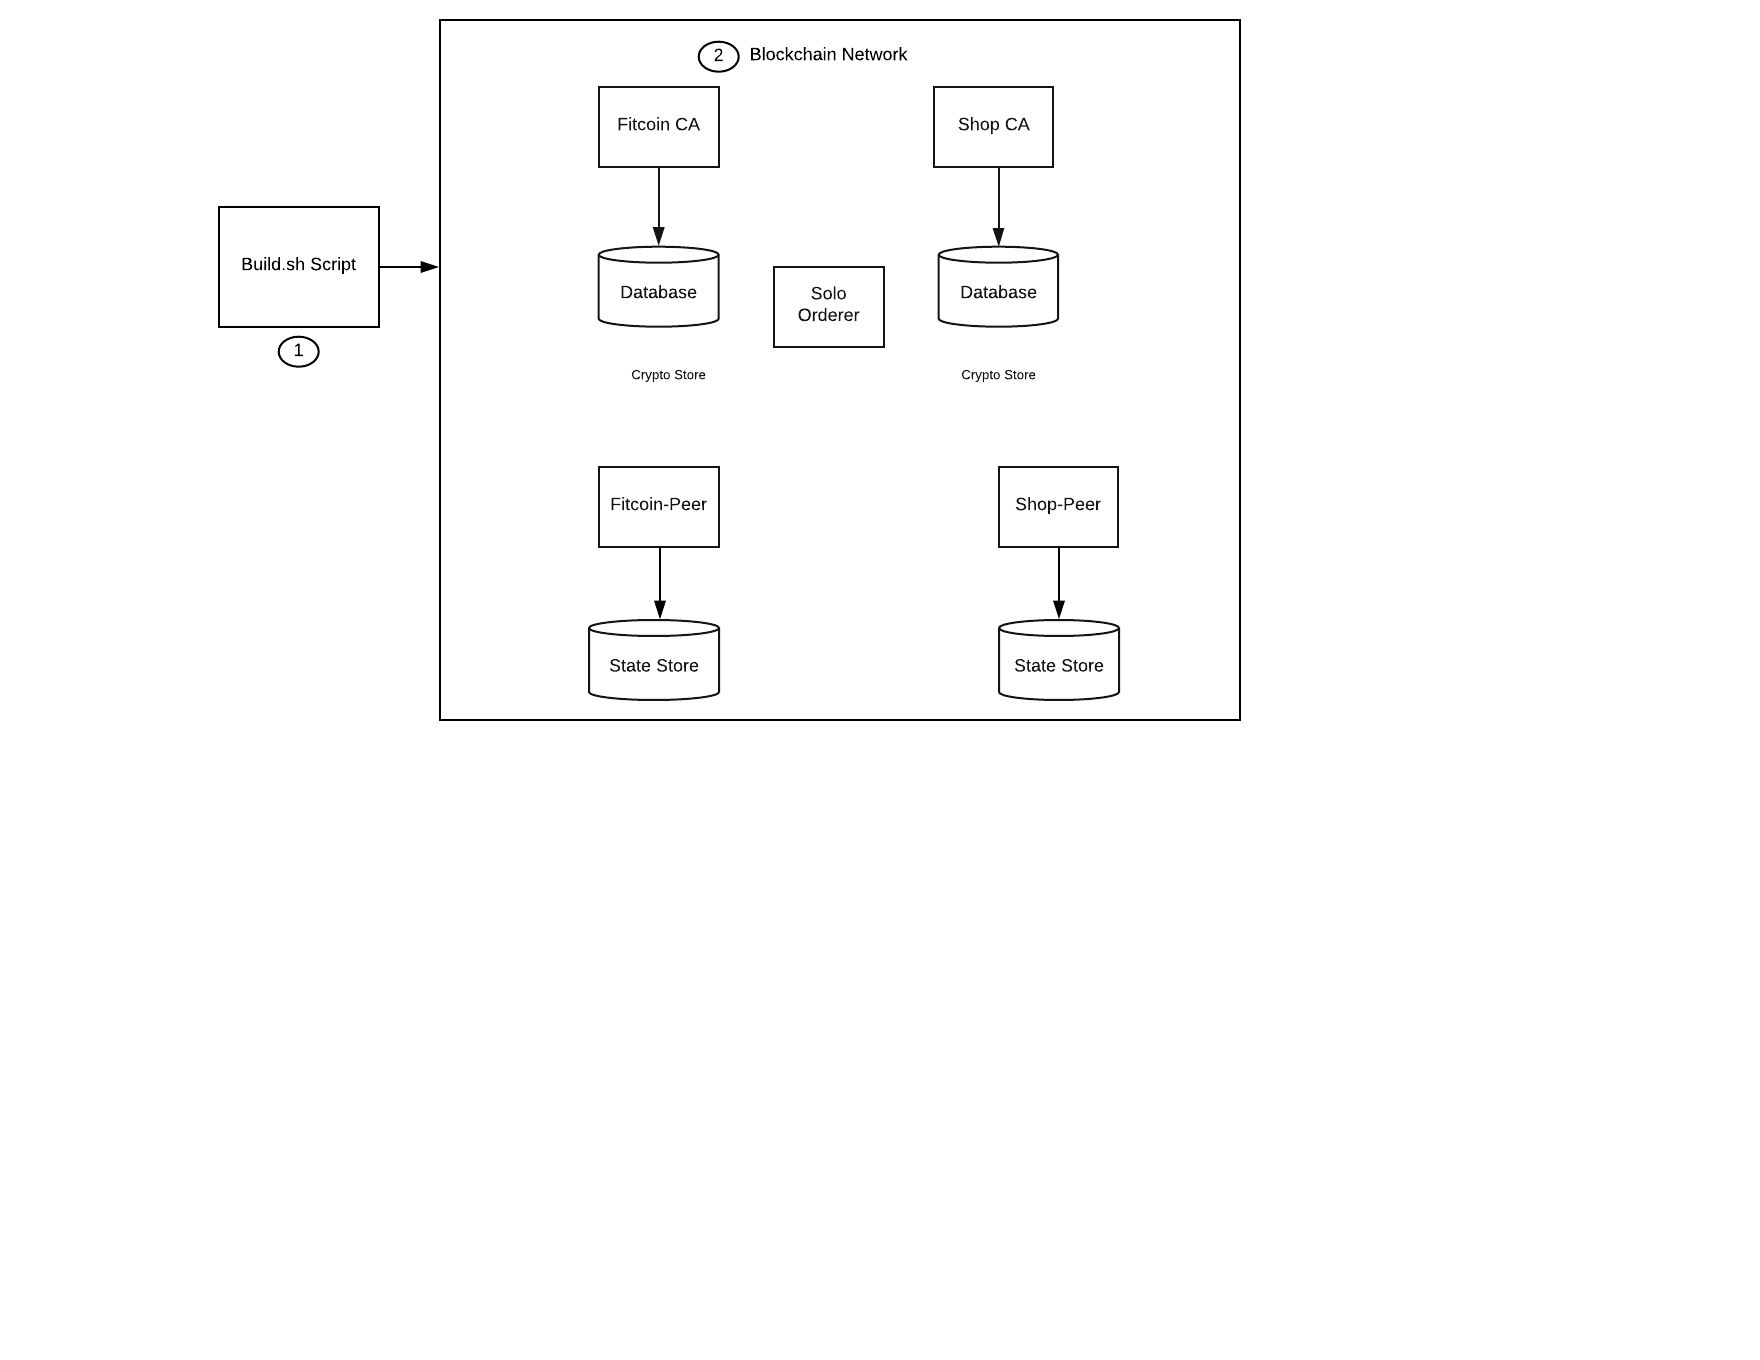 2
Blockchain Network
Fitcoin CA
Shop CA
Build.sh Script
1
Database
Solo
Orderer
Database
Crypto Store
Crypto Store
Fitcoin-Peer
Shop-Peer
State Store
State Store